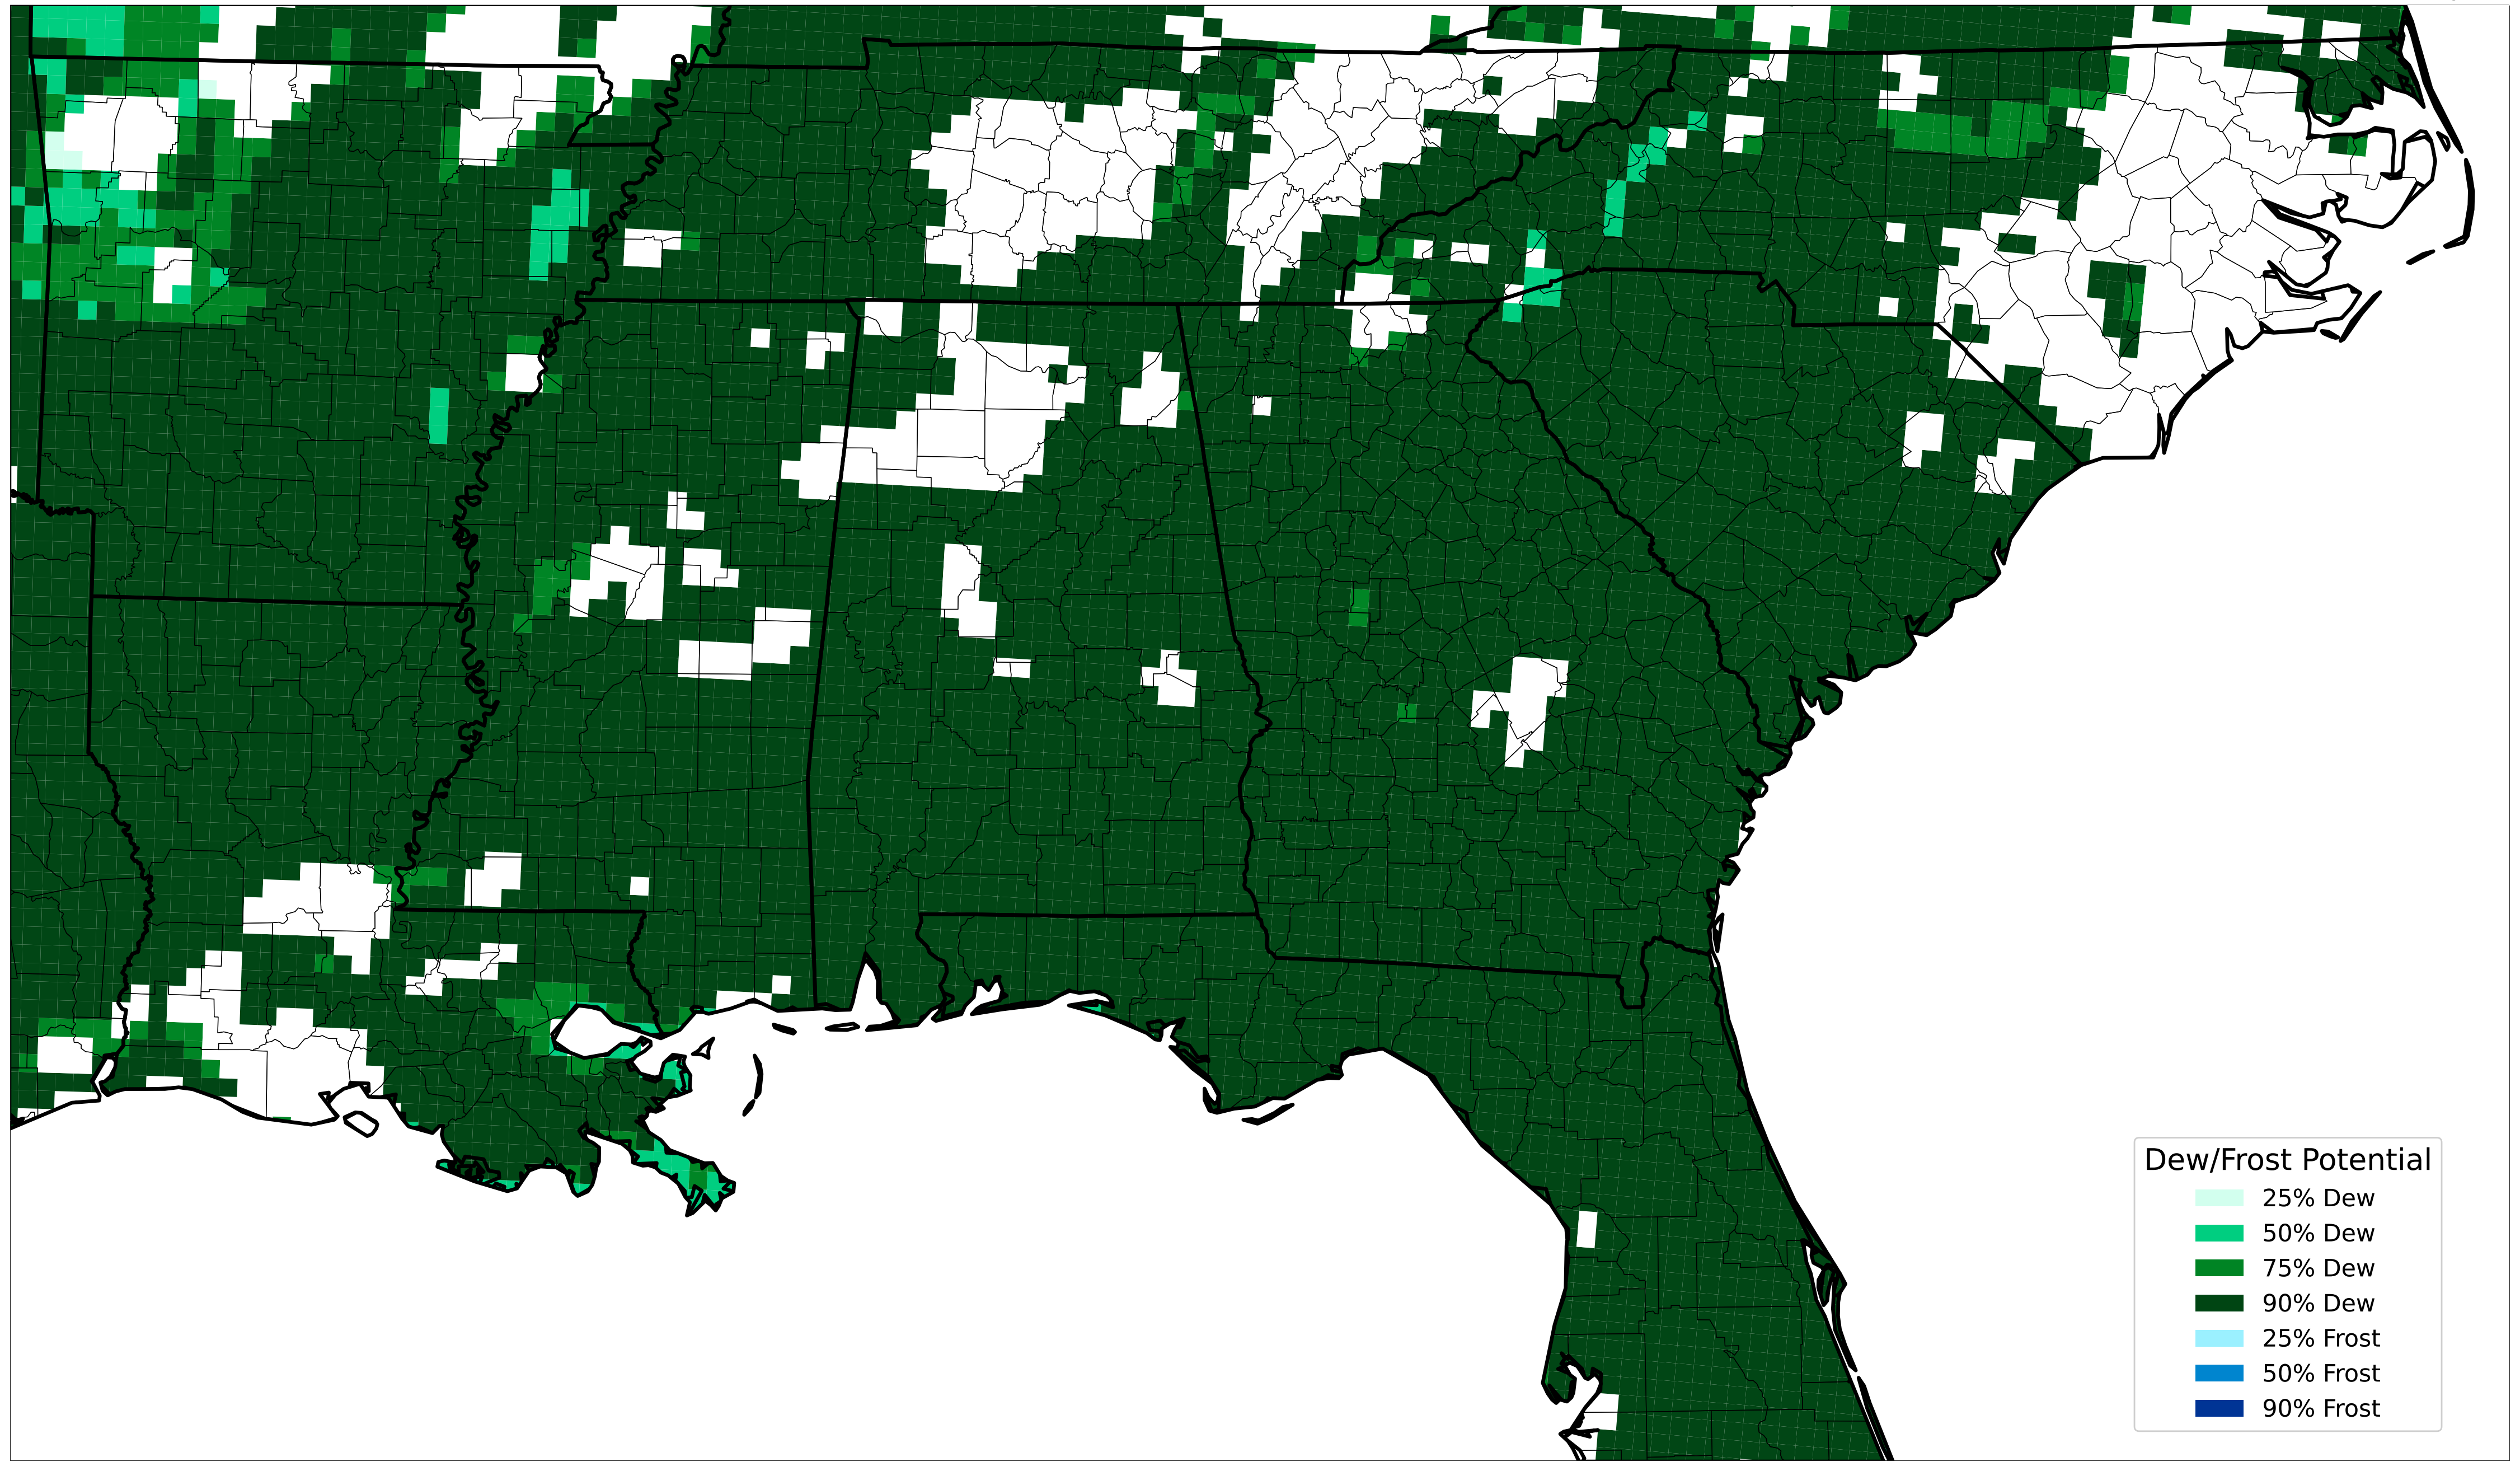 Dew/Frost Potential
25% Dew
50% Dew
75% Dew
90% Dew
25% Frost
50% Frost
90% Frost